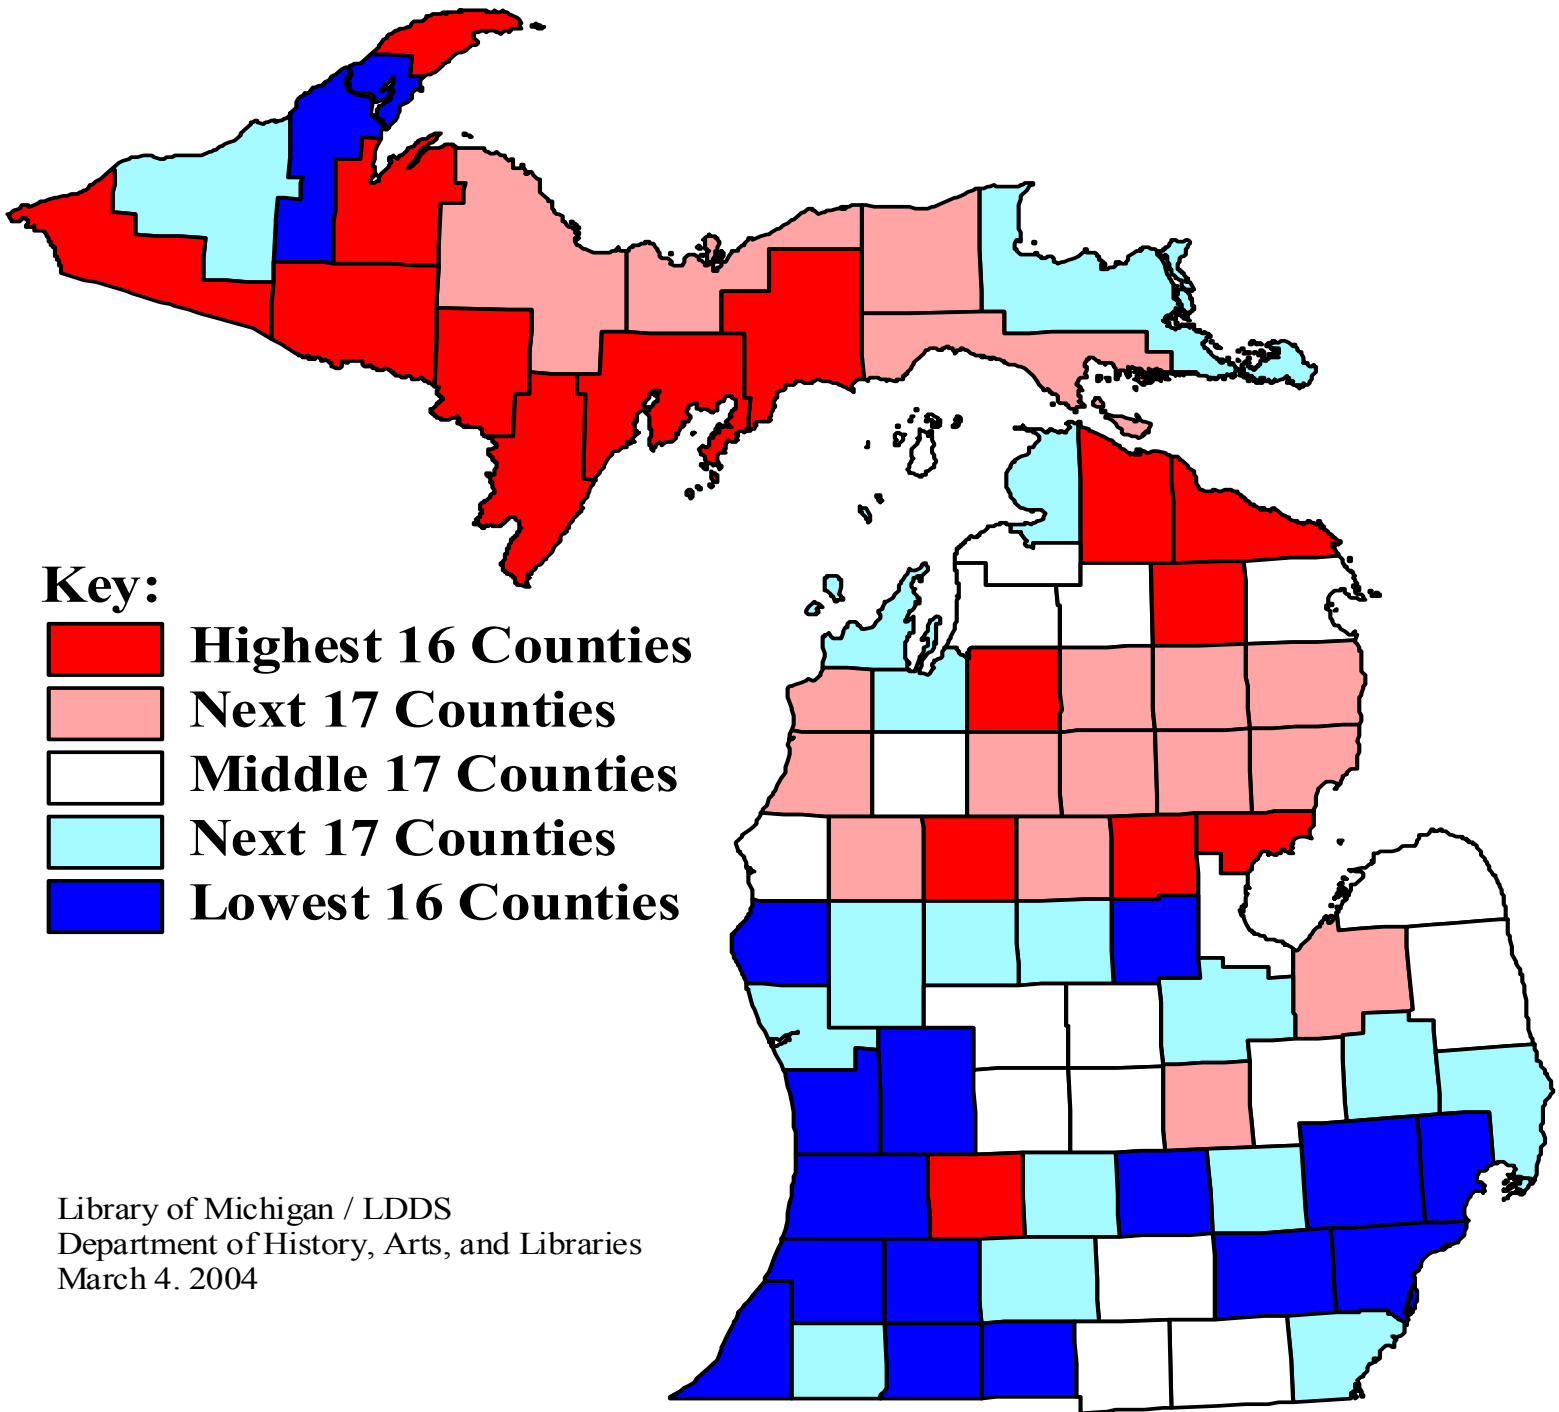 Key:
Highest 16 Counties
Next 17 Counties
Middle 17 Counties
Next 17 Counties
Lowest 16 Counties
Library of Michigan / LDDS
Department of History, Arts, and Libraries
March 4. 2004